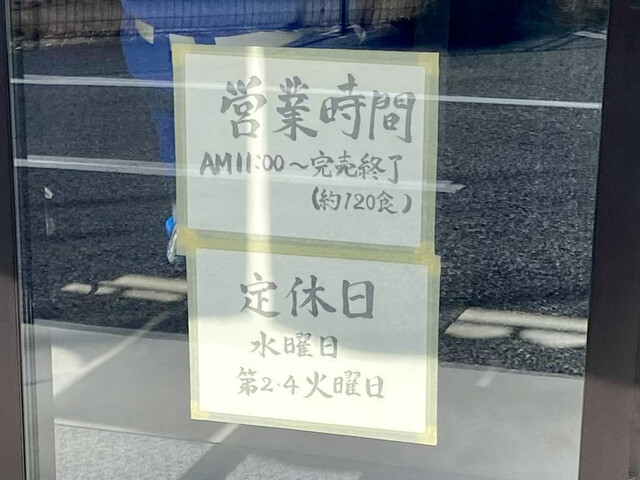 営業時間
AM11:00～完売終了
(約120食)
定休日
水曜日
第2・4火曜日